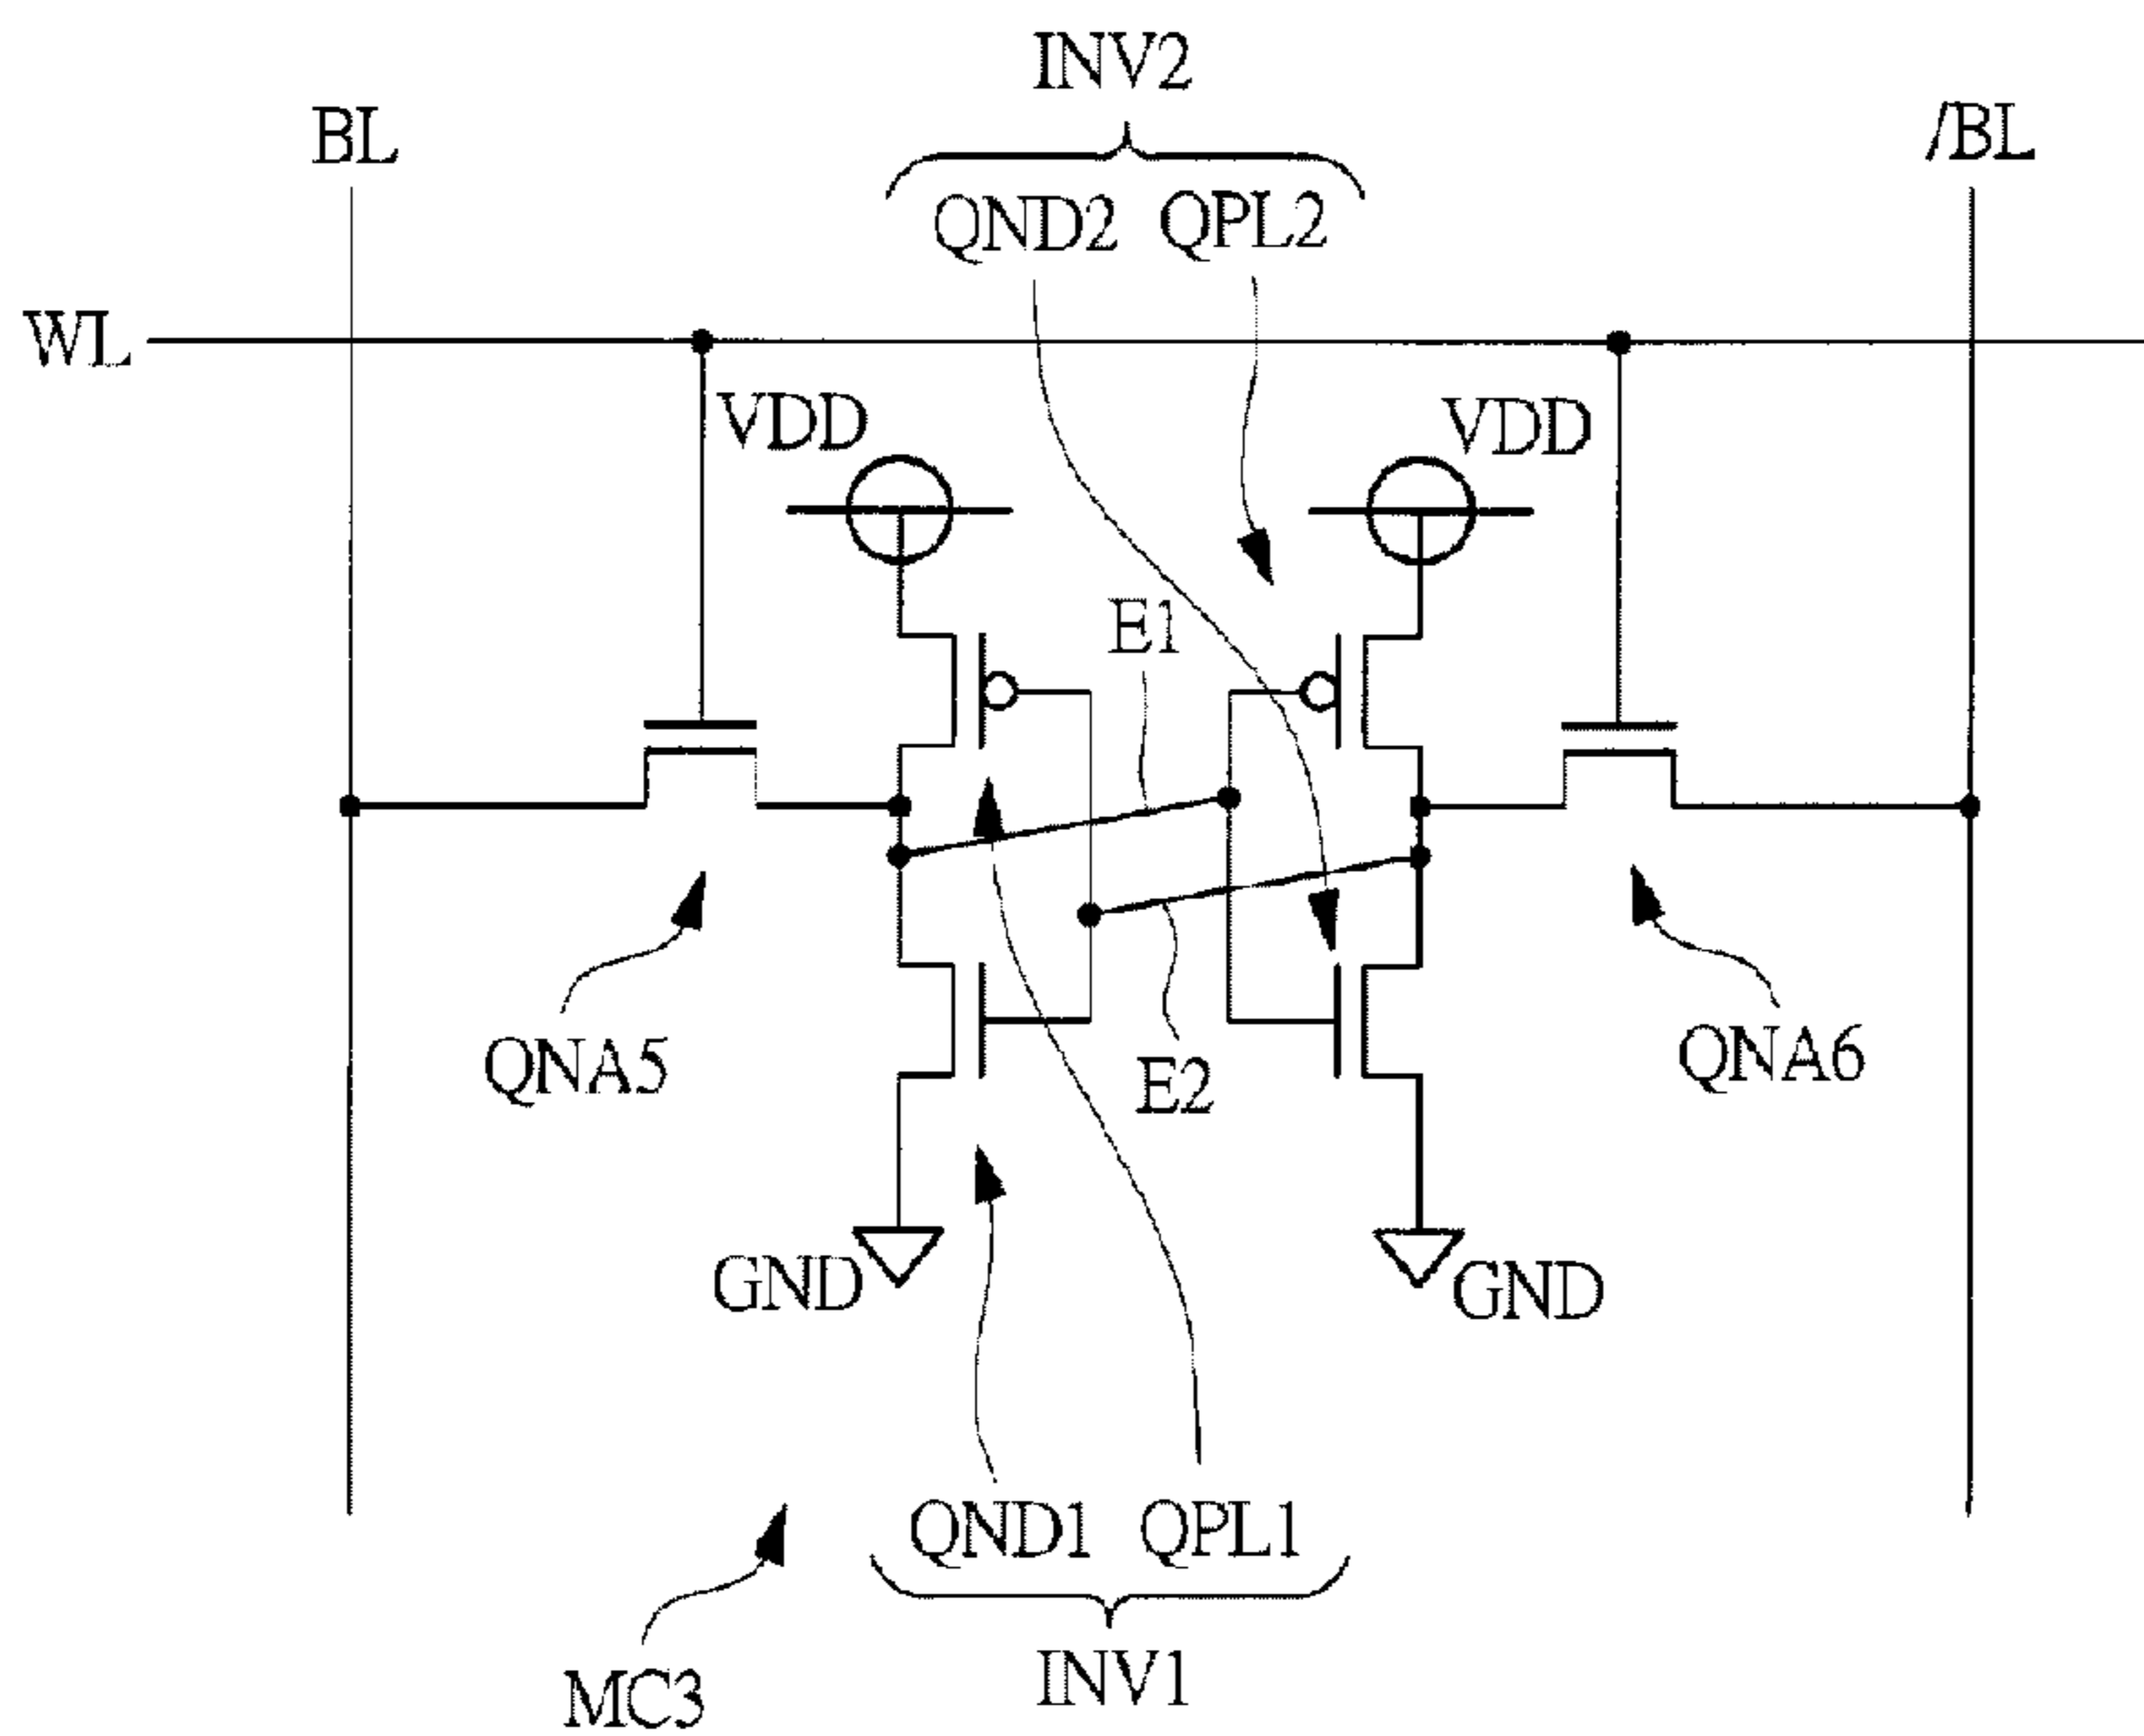 INV2
BL
/BL
QND2 QPL2
WL
VDD
VDD
E1
QNA5
E2
QNA6
GND
GND
QND1 QPL1
INV1
MC3